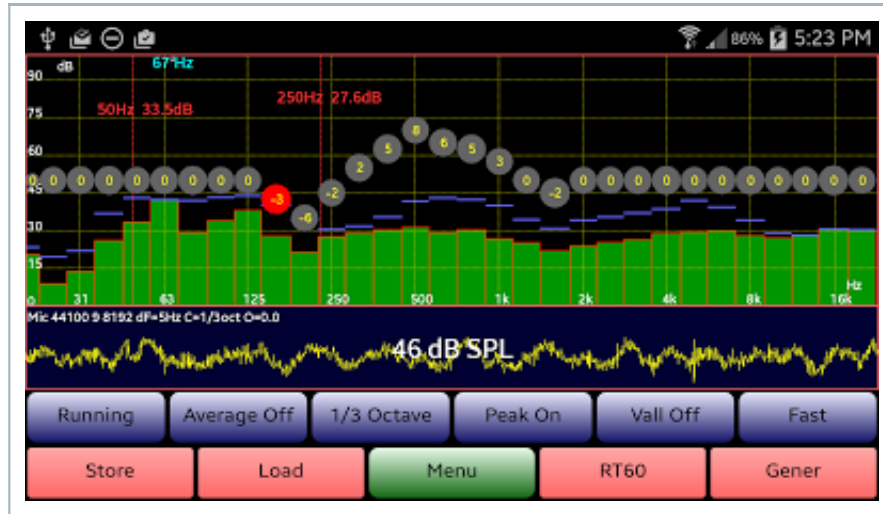 86% 5:23 PM
dB 67°Hz
90
250Hz 27.6dB
75 50Hz 33.5dB
8
6
5 5
60
3
2
0 0 0 0 0 0 0 0 0 -3 -6 -2 0 -2 0 0 0 0 0 0 0 0 0 0 0
45
30
15
Hz
0 31 63 125 250 500 1k 2k 4k 8k 16k
Mic 44100 9 8192 dF=5Hz C=1/3oct O=0.0
46 dB SPL
Running Average Off 1/3 Octave Peak On Vall Off Fast
Store Load Menu RT60 Gener